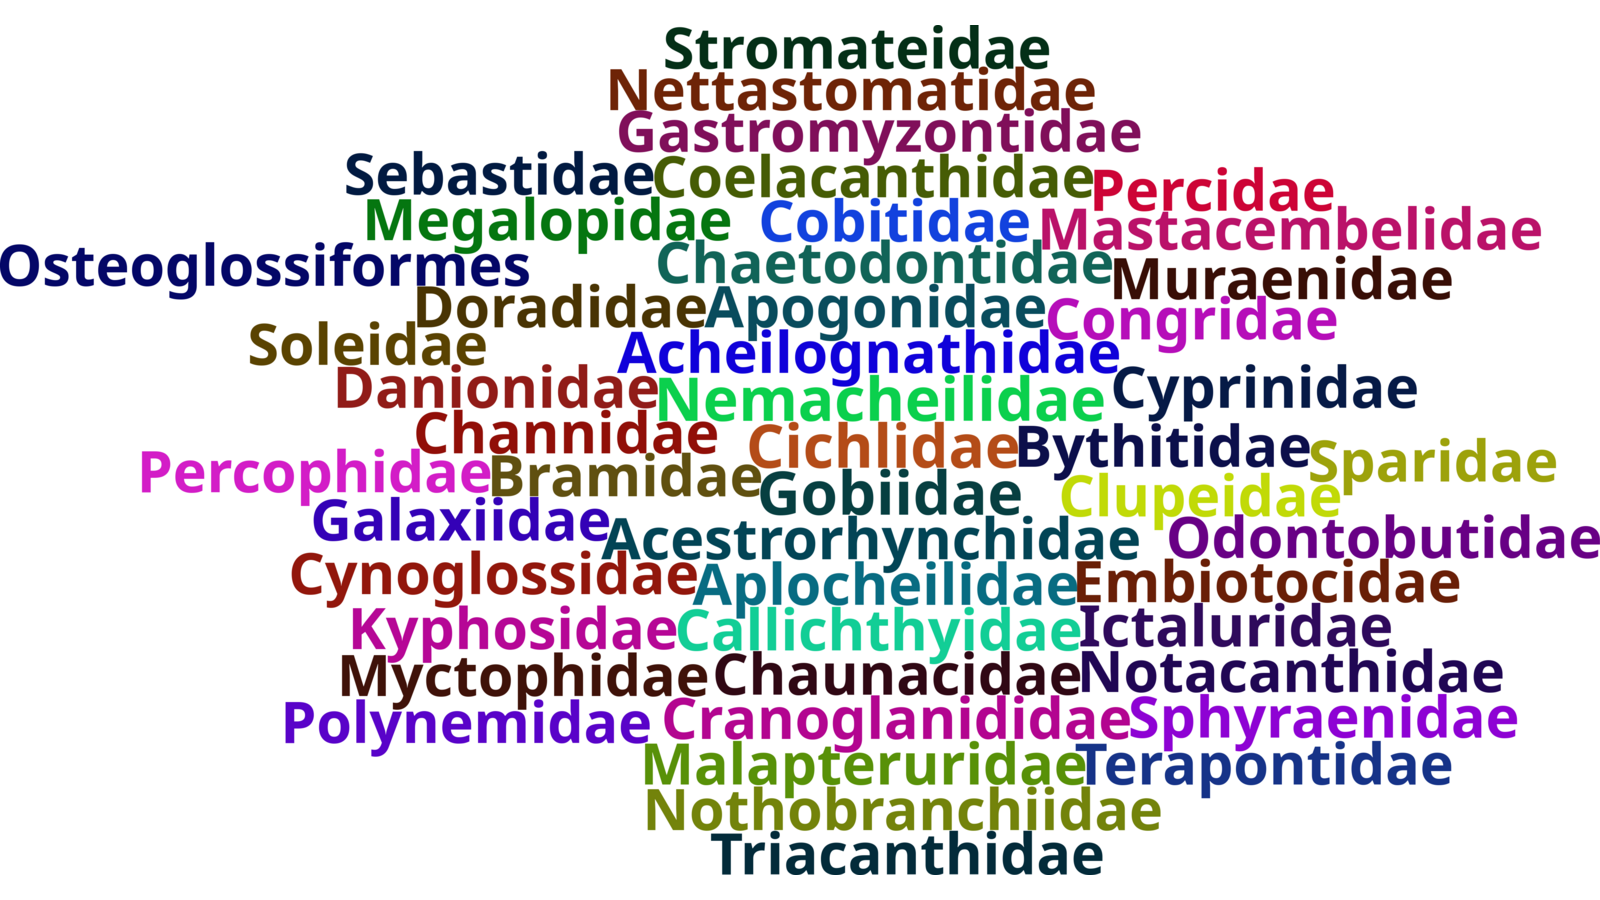 Stromateidae
Nettastomatidae
Gastromyzontidae
Sebastidae Coelacanthidae Percidae
Megalopidae Cobitidae Mastacembelidae
Osteoglossiformes Chaetodontidae Muraenidae
Doradidae Apogonidae Congridae
Soleidae Acheilognathidae
Danionidae Nemacheilidae Cyprinidae
Channidae Cichlidae Bythitidae Sparidae
Percophidae Bramidae Gobiidae Clupeidae
Galaxiidae Acestrorhynchidae Odontobutidae
Cynoglossidae Aplocheilidae Embiotocidae
Kyphosidae Callichthyidae Ictaluridae
Myctophidae Chaunacidae Notacanthidae
Polynemidae Cranoglanididae Sphyraenidae
Malapteruridae Terapontidae
Nothobranchiidae
Triacanthidae